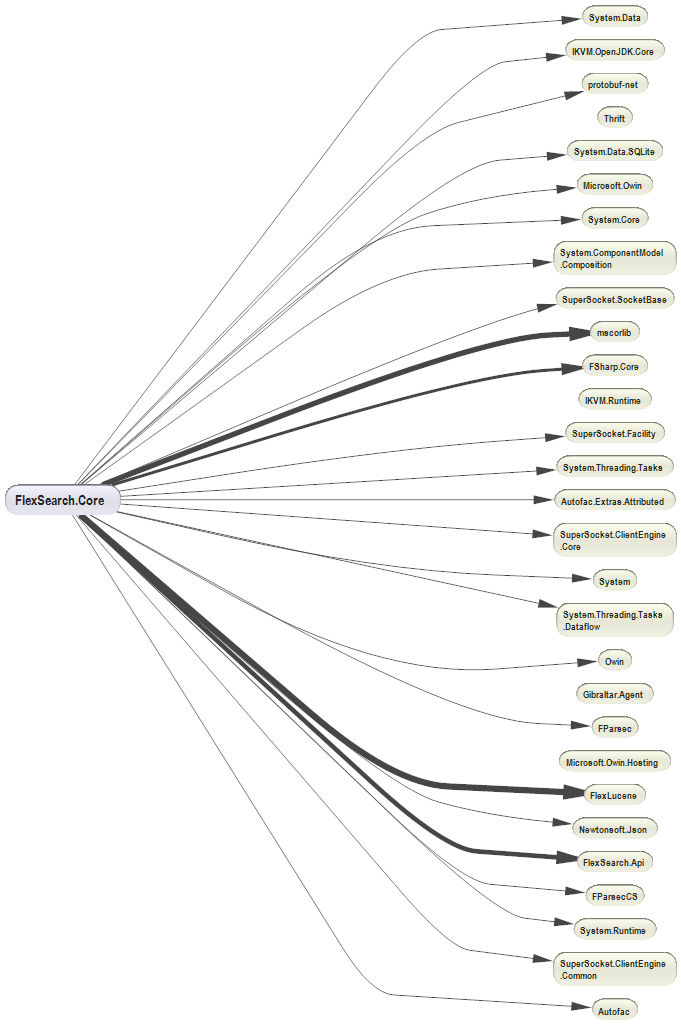 System.Data
IKVM.OpenJDK.Core
protobuf-net
Thrift
System.Data.SQLite
Microsoft.Owin
System.Core
System.ComponentModel
.Composition
SuperSocket.SocketBase
mscorlib
FSharp.Core
IKVM.Runtime
SuperSocket.Facility
System.Threading.Tasks
FlexSearch.Core
Autofac.Extras.Attributed
SuperSocket.ClientEngine
.Core
System
System.Threading.Tasks
.Dataflow
Owin
Gibraltar.Agent
FParsec
Microsoft.Owin.Hosting
FlexLucene
Newtonsoft.Json
FlexSearch.Api
FParsecCS
System.Runtime
SuperSocket.ClientEngine
.Common
Autofac